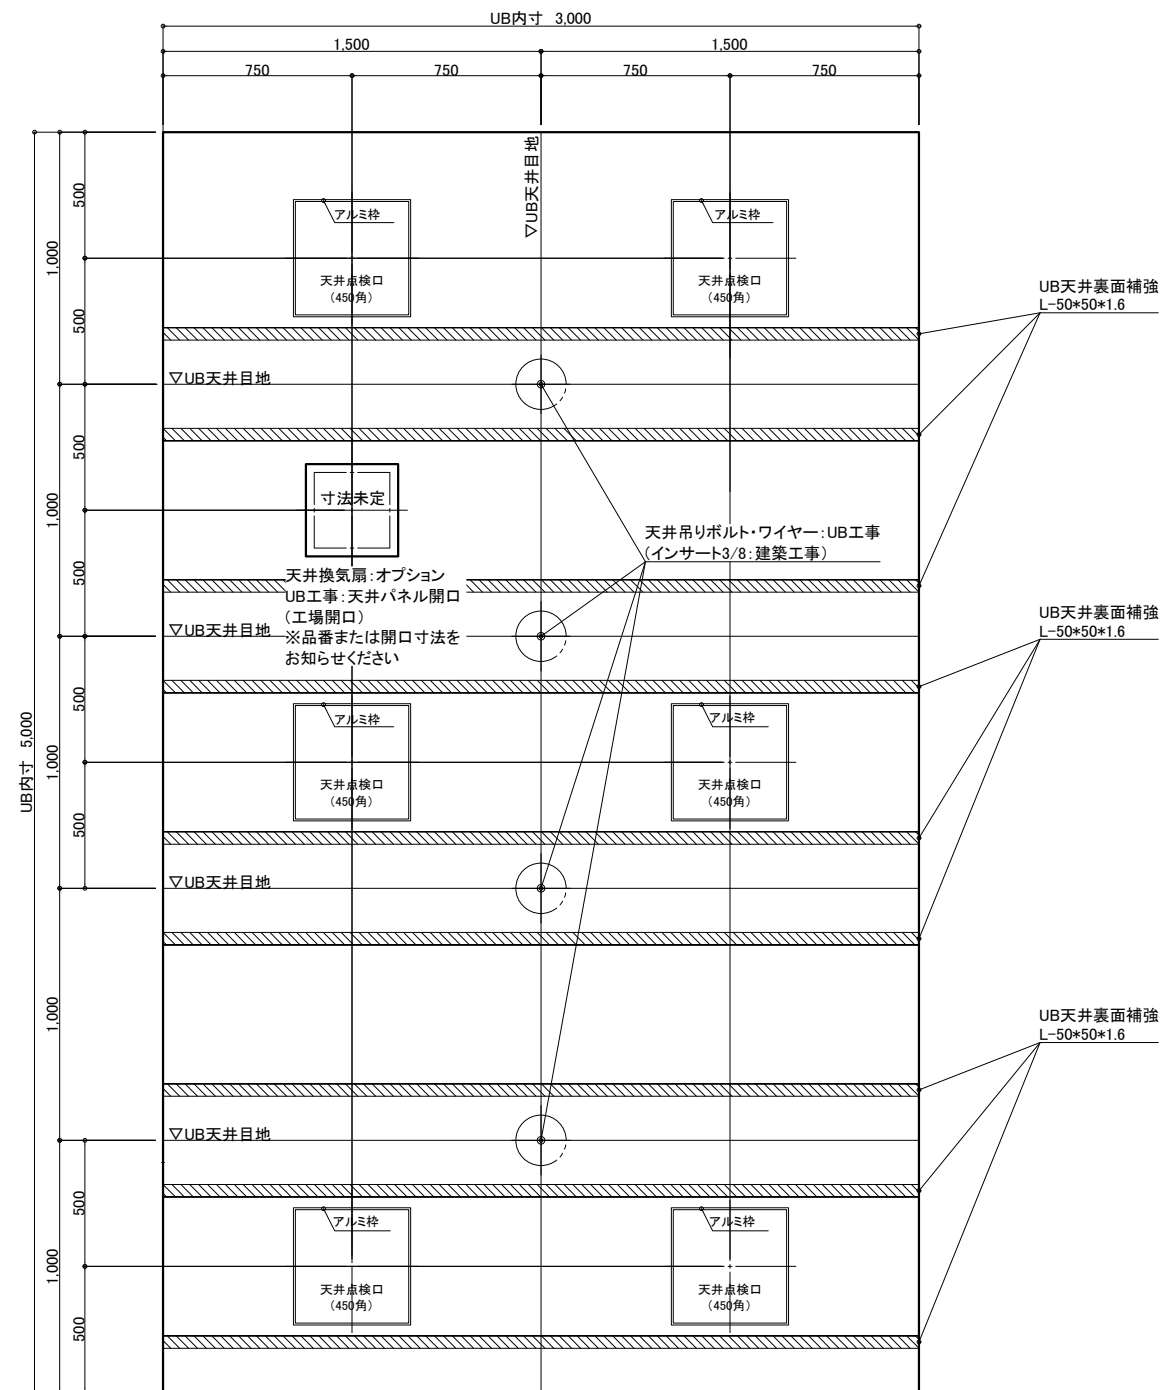 UB内寸 3,000
1,500
1,500
750
750
750
750
▽UB天井目地
500
1,000
500
アルミ枠
天井点検口
(450角)
アルミ枠
天井点検口
(450角)
UB天井裏面補強
L-50*50*1.6
▽UB天井目地
500
1,000
500
寸法未定
天井換気扇:オプション
UB工事:天井パネル開口
(工場開口)
※品番または開口寸法を
お知らせください
天井吊りボルト・ワイヤー:UB工事
(インサート3/8:建築工事)
▽UB天井目地
UB天井裏面補強
L-50*50*1.6
UB内寸 5,000
500
1,000
500
アルミ枠
天井点検口
(450角)
アルミ枠
天井点検口
(450角)
▽UB天井目地
1,000
UB天井裏面補強
L-50*50*1.6
▽UB天井目地
500
1,000
500
アルミ枠
天井点検口
(450角)
アルミ枠
天井点検口
(450角)